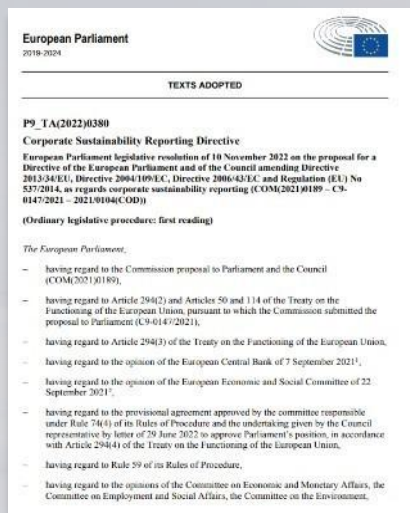 European Parliament
2019-2024
TEXTS ADOPTED
P9_TA(2022)0380
Corporate Sustainability Reporting Directive
European Parliament legislative resolution of 10 November 2022 on the proposal for a
Directive of the European Parliament and of the Council amending Directive
2013/34/EU, Directive 2004/109/EC, Directive 2006/43/EC and Regulation (EU) No
537/2014, as regards corporate sustainability reporting (COM(2021)0189 – C9-
0147/2021 – 2021/0104(COD))
(Ordinary legislative procedure: first reading)
The European Parliament,
– having regard to the Commission proposal to Parliament and the Council
(COM(2021)0189),
– having regard to Article 294(2) and Articles 50 and 114 of the Treaty on the
Functioning of the European Union, pursuant to which the Commission submitted the
proposal to Parliament (C9-0147/2021),
– having regard to Article 294(3) of the Treaty on the Functioning of the European Union,
– having regard to the opinion of the European Central Bank of 7 September 2021¹,
– having regard to the opinion of the European Economic and Social Committee of 22
September 2021²,
– having regard to the provisional agreement approved by the committee responsible
under Rule 74(4) of its Rules of Procedure and the undertaking given by the Council
representative by letter of 29 June 2022 to approve Parliament's position, in accordance
with Article 294(4) of the Treaty on the Functioning of the European Union,
– having regard to Rule 59 of its Rules of Procedure,
– having regard to the opinions of the Committee on Economic and Monetary Affairs, the
Committee on Employment and Social Affairs, the Committee on the Environment,